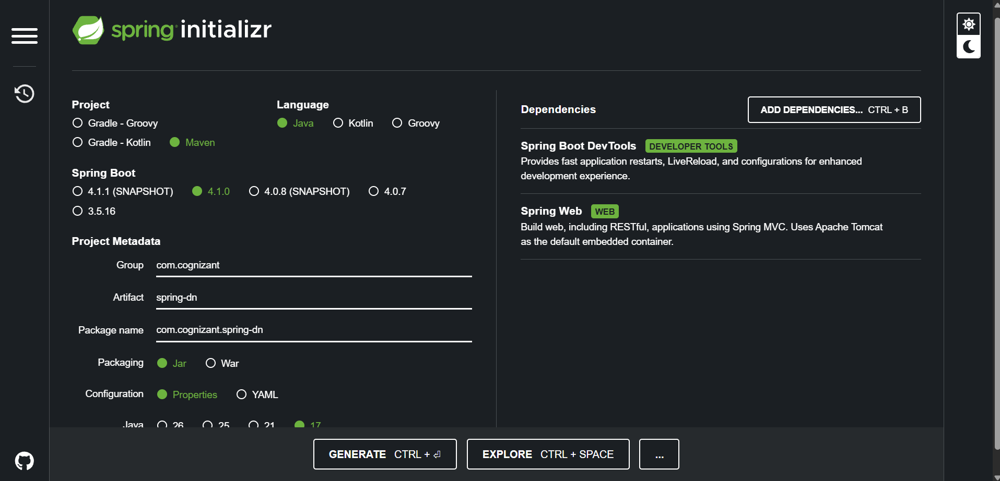 spring initializr
Project
Gradle - Groovy
Gradle - Kotlin Maven
Language
Java Kotlin Groovy
Spring Boot
4.1.1 (SNAPSHOT) 4.1.0 4.0.8 (SNAPSHOT) 4.0.7
3.5.16
Project Metadata
Group com.cognizant
Artifact spring-dn
Package name com.cognizant.spring-dn
Packaging Jar War
Configuration Properties YAML
Java 26 25 21 17
Dependencies ADD DEPENDENCIES... CTRL + B
Spring Boot DevTools DEVELOPER TOOLS
Provides fast application restarts, LiveReload, and configurations for enhanced
development experience.
Spring Web WEB
Build web, including RESTful, applications using Spring MVC. Uses Apache Tomcat
as the default embedded container.
GENERATE CTRL + ⏎ EXPLORE CTRL + SPACE ...